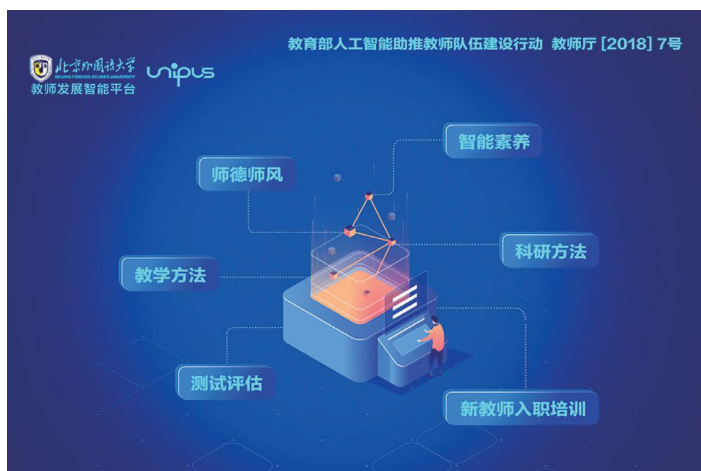 教育部人工智能助推教师队伍建设行动 教师厅 [2018] 7号
北京外国语大学
BEIJING FOREIGN STUDIES UNIVERSITY
unipus
教师发展智能平台
智能素养
师德师风
科研方法
教学方法
测试评估
新教师入职培训